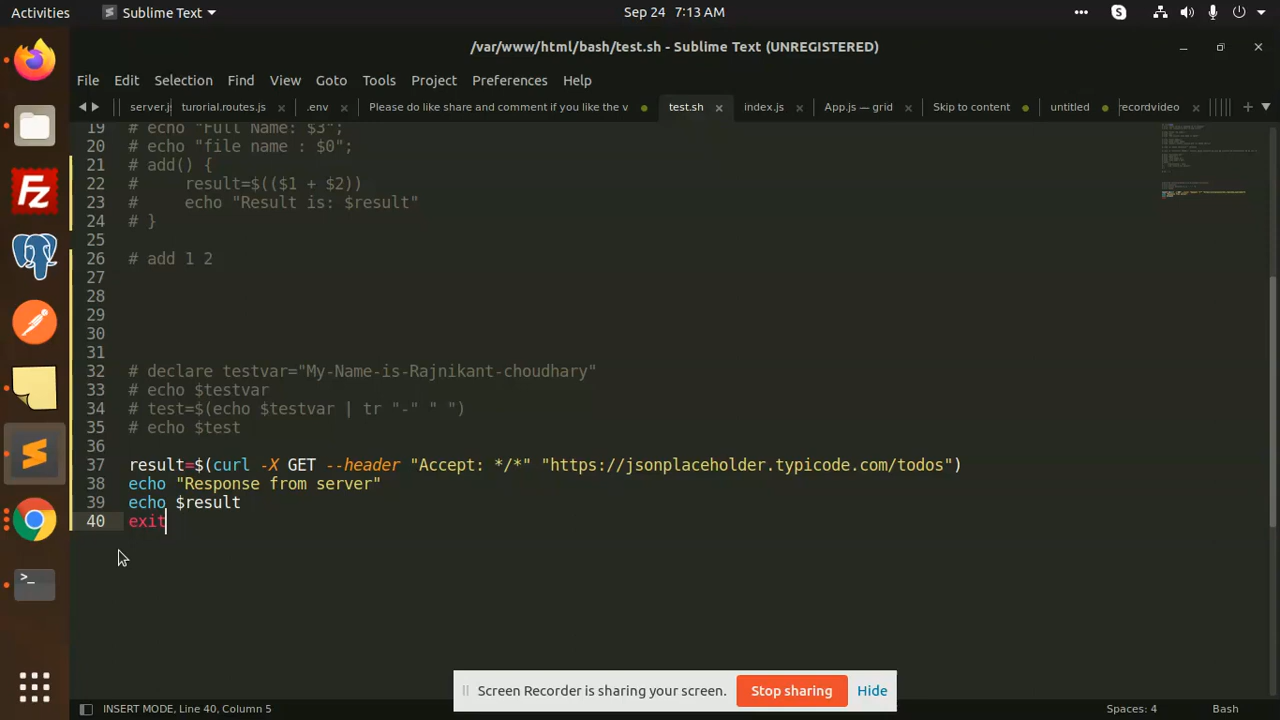 Activities
Sublime Text
Sep 24 7:13 AM
/var/www/html/bash/test.sh - Sublime Text (UNREGISTERED)
File Edit Selection Find View Goto Tools Project Preferences Help
server.j
turorial.routes.js
.env
Please do like share and comment if you like the v
test.sh
index.js
App.js — grid
Skip to content
untitled
recordvideo
19 # echo "Full Name: $3";
20 # echo "file name : $0";
21 # add() {
22 #     result=$(($1 + $2))
23 #     echo "Result is: $result"
24 # }
25
26 # add 1 2
27
28
29
30
31
32 # declare testvar="My-Name-is-Rajnikant-choudhary"
33 # echo $testvar
34 # test=$(echo $testvar | tr "-" " ")
35 # echo $test
36
37 result=$(curl -X GET --header "Accept: */*" "https://jsonplaceholder.typicode.com/todos")
38 echo "Response from server"
39 echo $result
40 exit
Screen Recorder is sharing your screen.
Stop sharing
Hide
INSERT MODE, Line 40, Column 5
Spaces: 4
Bash